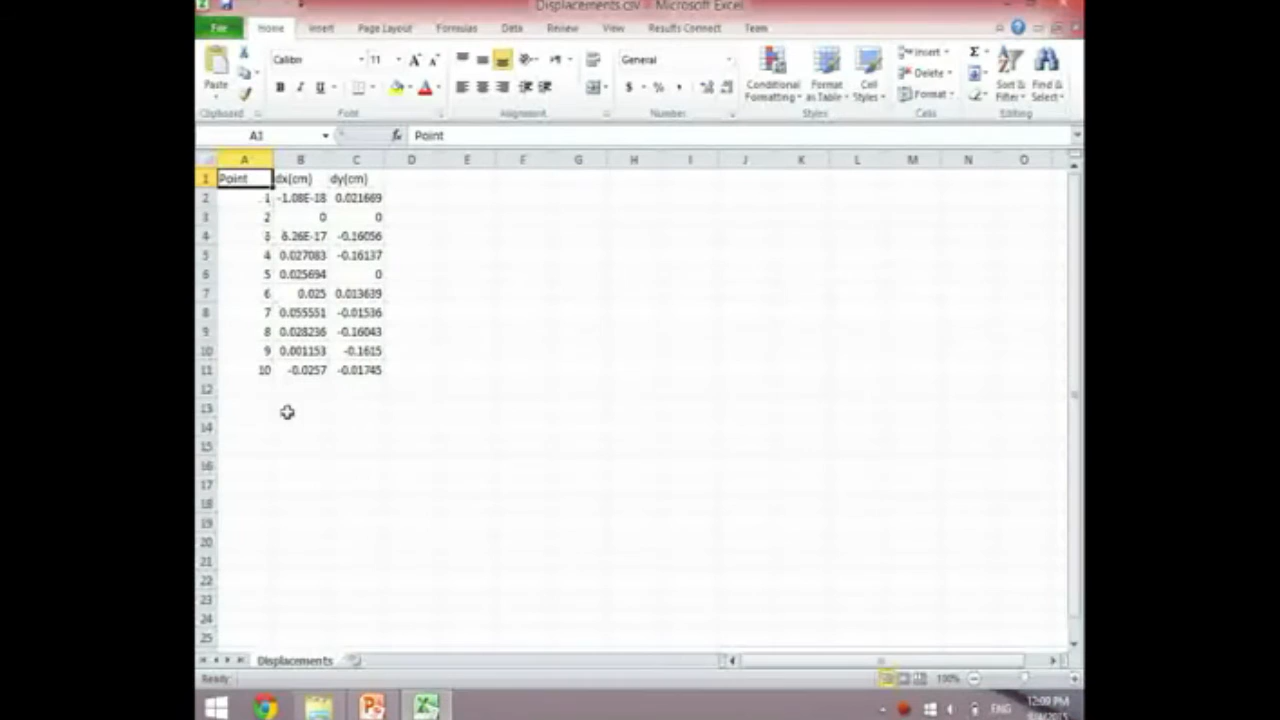 Displacements.csv - Microsoft Excel
File Home Insert Page Layout Formulas Data Review View Results Connect Team
Paste
Calibri 11
B I U
General
$ % ,
Conditional Formatting
Format as Table
Cell Styles
Insert
Delete
Format
Σ
Sort & Filter
Find & Select
Clipboard Font Alignment Number Styles Cells Editing
A1 fx Point
A B C D E F G H I J K L M N O
1 Point dx(cm) dy(cm)
2 1 -1.08E-18 0.021669
3 2 0 0
4 3 6.26E-17 -0.16056
5 4 0.027083 -0.16137
6 5 0.025694 0
7 6 0.025 0.013639
8 7 0.055551 -0.01536
9 8 0.028236 -0.16043
10 9 0.001153 -0.1615
11 10 -0.0257 -0.01745
12
13
14
15
16
17
18
19
20
21
22
23
24
25
Displacements
Ready 100%
ENG 12:09 PM